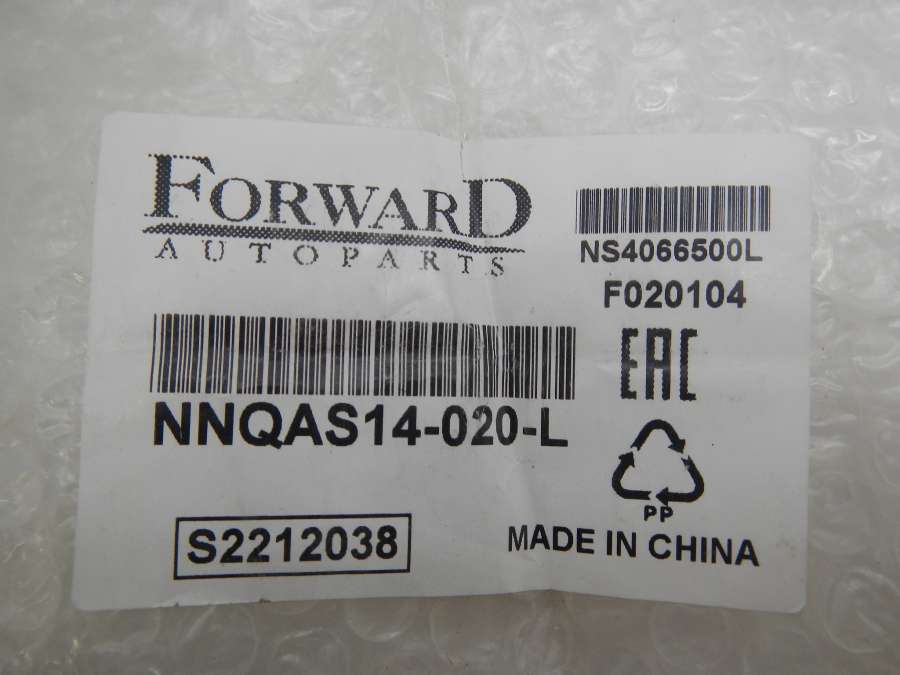 FORWARD
AUTOPARTS
NS4066500L
F020104
EAC
NNQAS14-020-L
PP
S2212038
MADE IN CHINA